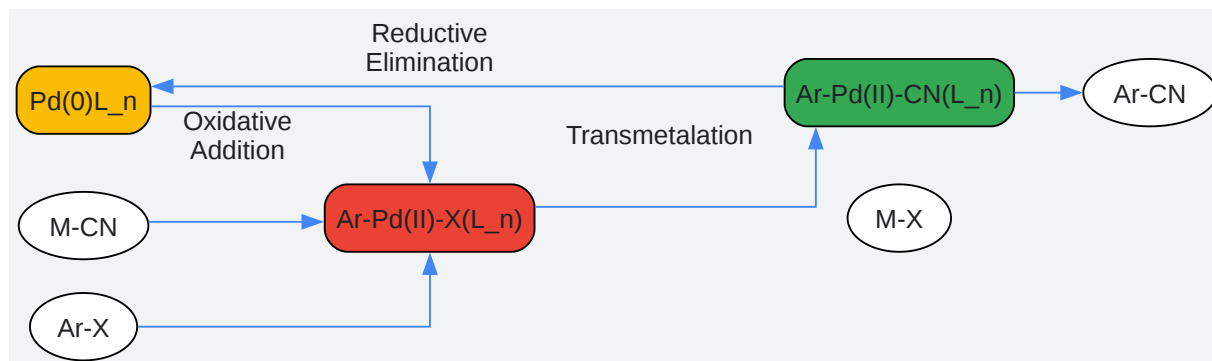 Reductive
Elimination
Pd(0)L_n
Ar-Pd(II)-CN(L_n)
Ar-CN
Oxidative
Addition
Transmetalation
M-CN
Ar-Pd(II)-X(L_n)
M-X
Ar-X